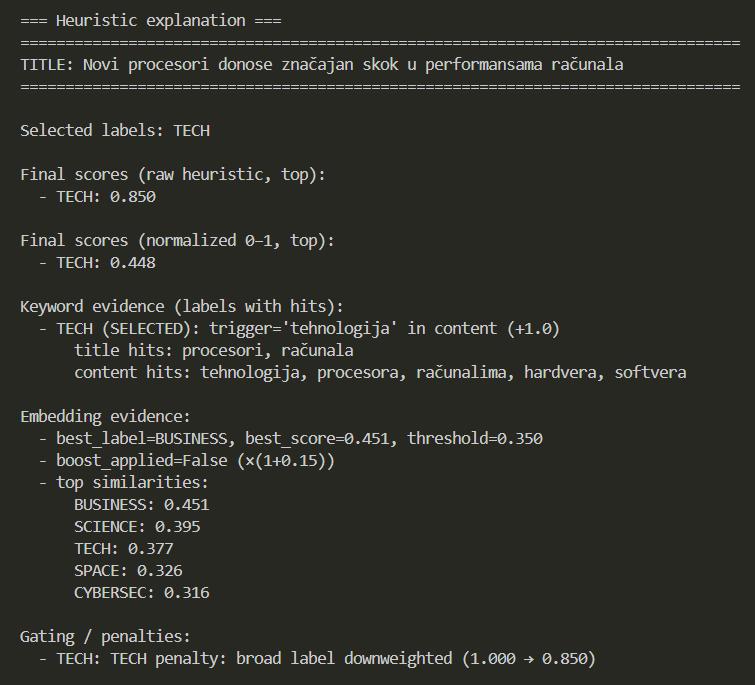 === Heuristic explanation ===
================================================================================
TITLE: Novi procesori donose značajan skok u performansama računala
================================================================================
Selected labels: TECH
Final scores (raw heuristic, top):
- TECH: 0.850
Final scores (normalized 0–1, top):
- TECH: 0.448
Keyword evidence (labels with hits):
- TECH (SELECTED): trigger='tehnologija' in content (+1.0)
title hits: procesori, računala
content hits: tehnologija, procesora, računalima, hardvera, softvera
Embedding evidence:
- best_label=BUSINESS, best_score=0.451, threshold=0.350
- boost_applied=False (×(1+0.15))
- top similarities:
BUSINESS: 0.451
SCIENCE: 0.395
TECH: 0.377
SPACE: 0.326
CYBERSEC: 0.316
Gating / penalties:
- TECH: TECH penalty: broad label downweighted (1.000 → 0.850)